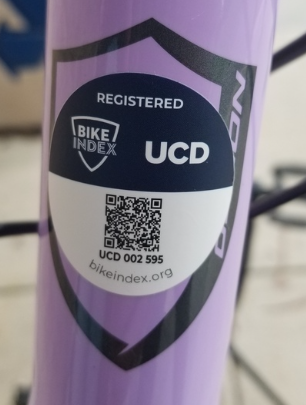 REGISTERED
BIKE
INDEX
UCD
UCD 002 595
bikeindex.org